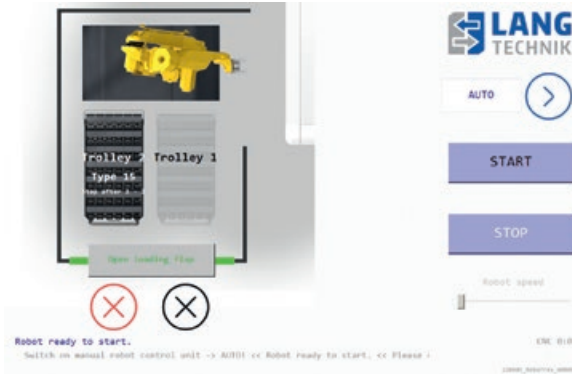 LANG
TECHNIK
AUTO
Trolley 2 Trolley 1
Type 15
START
STOP
Open loading flap
Robot speed
Robot ready to start.
Switch on manual robot control unit -> AUTO! << Robot ready to start. << Please